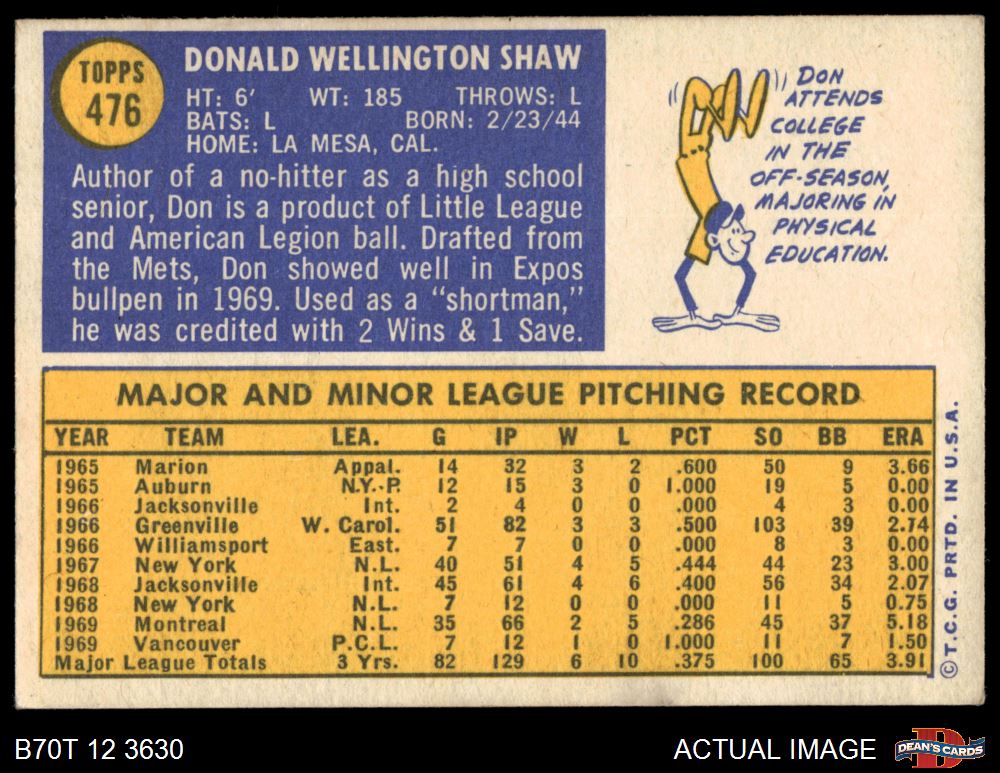 TOPPS
476
DONALD WELLINGTON SHAW
HT: 6' WT: 185 THROWS: L
BATS: L BORN: 2/23/44
HOME: LA MESA, CAL.
Author of a no-hitter as a high school
senior, Don is a product of Little League
and American Legion ball. Drafted from
the Mets, Don showed well in Expos
bullpen in 1969. Used as a "shortman,"
he was credited with 2 Wins & 1 Save.
DON
ATTENDS
COLLEGE
IN THE
OFF-SEASON,
MAJORING IN
PHYSICAL
EDUCATION.
MAJOR AND MINOR LEAGUE PITCHING RECORD
YEAR TEAM LEA. G IP W L PCT SO BB ERA
1965 Marion Appal. 14 32 3 2 .600 50 9 3.66
1965 Auburn N.Y.-P. 12 15 3 0 1.000 19 5 0.00
1966 Jacksonville Int. 2 4 0 0 .000 4 3 0.00
1966 Greenville W. Carol. 51 82 3 3 .500 103 39 2.74
1966 Williamsport East. 7 7 0 0 .000 8 3 0.00
1967 New York N.L. 40 51 4 5 .444 44 23 3.00
1968 Jacksonville Int. 45 61 4 6 .400 56 34 2.07
1968 New York N.L. 7 12 0 0 .000 11 5 0.75
1969 Montreal N.L. 35 66 2 5 .286 45 37 5.18
1969 Vancouver P.C.L. 7 12 1 0 1.000 11 7 1.50
Major League Totals 3 Yrs. 82 129 6 10 .375 100 65 3.91
©T.C.G. PRTD. IN U.S.A.
B70T 12 3630
ACTUAL IMAGE
D
DEAN'S CARDS